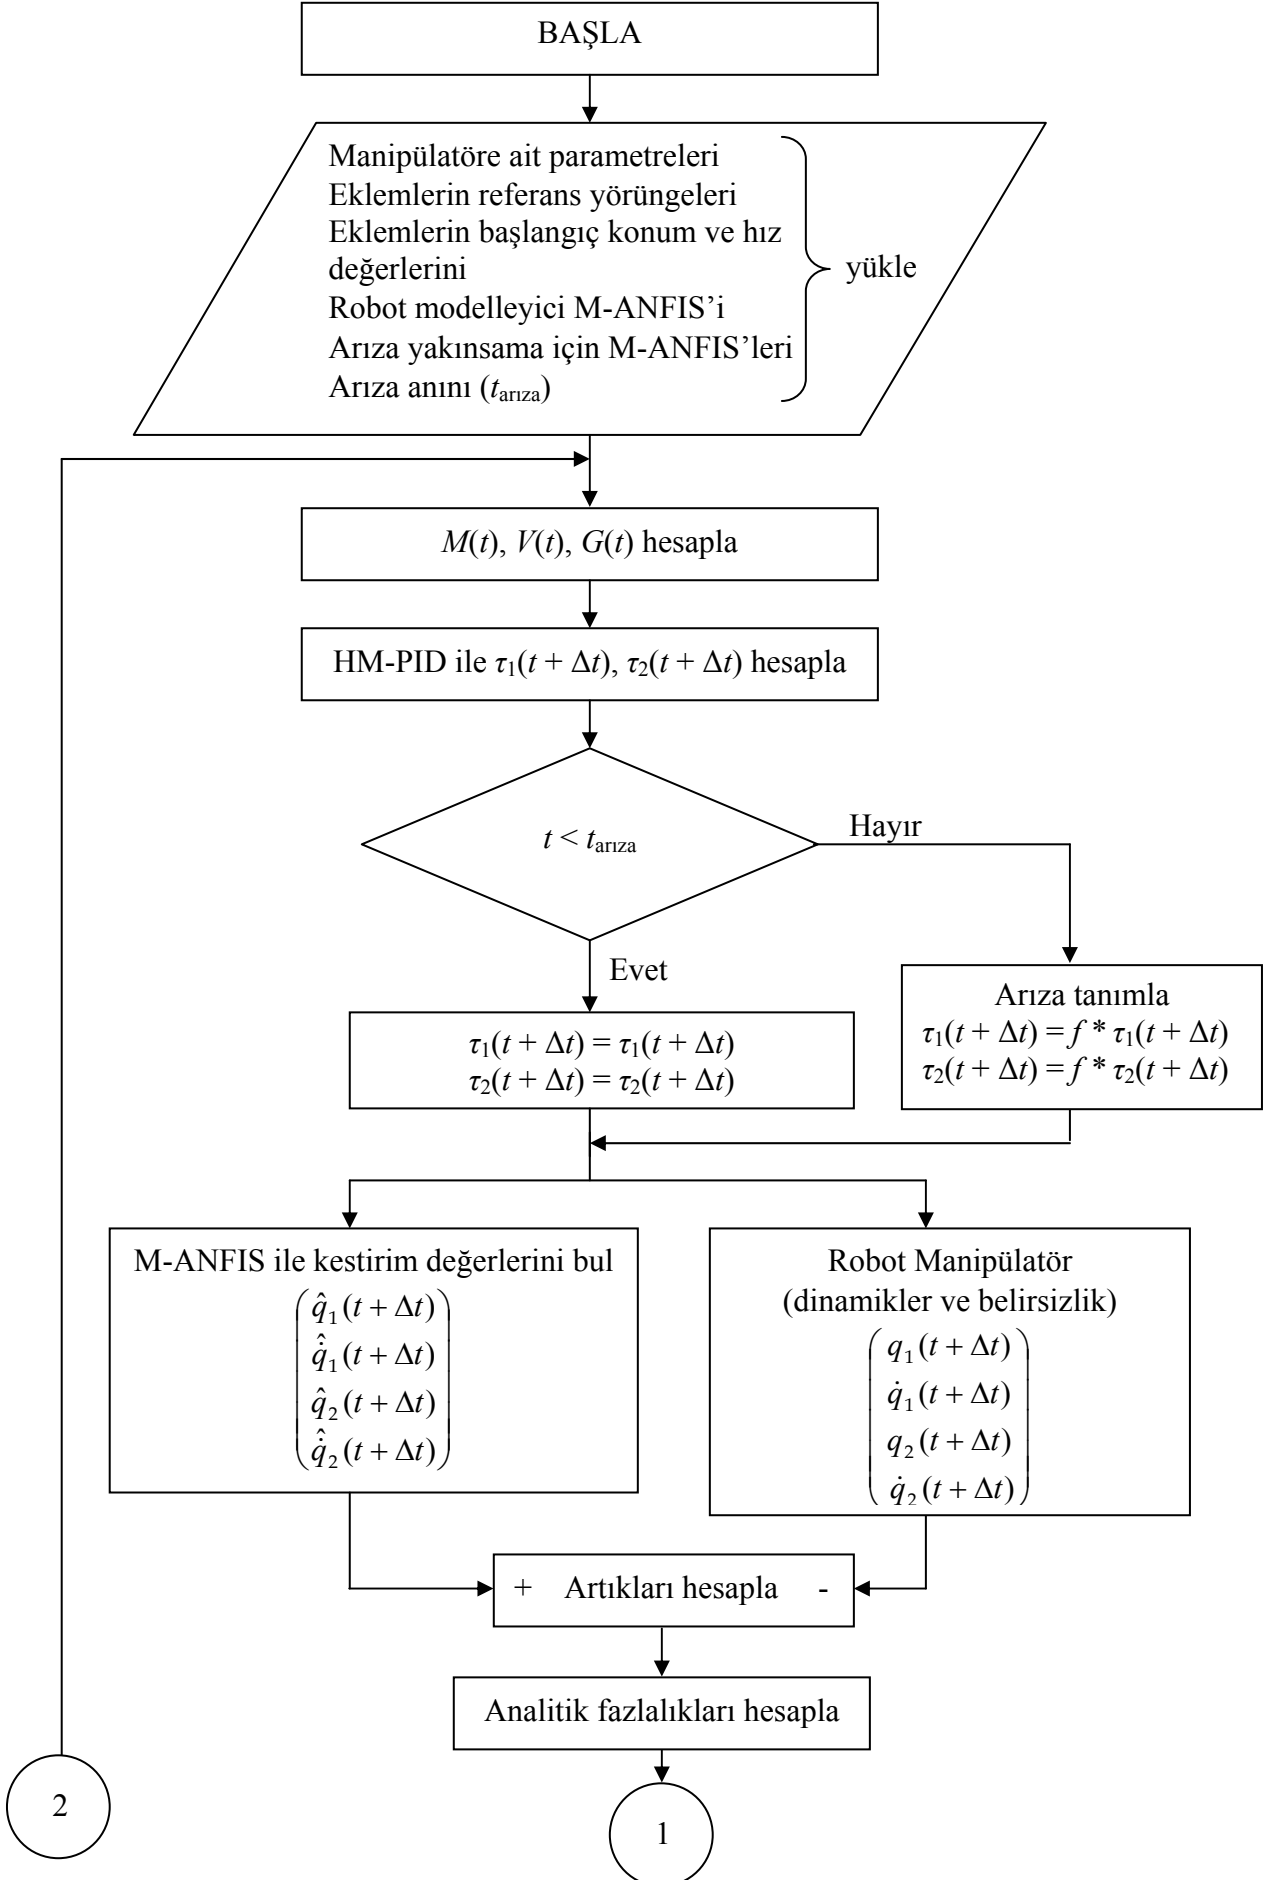 BAŞLA
Manipülatöre ait parametreleri
Eklemlerin referans yörüngeleri
Eklemlerin başlangıç konum ve hız
değerlerini
Robot modelleyici M-ANFIS’i
Arıza yakınsama için M-ANFIS’leri
Arıza anını (t_arıza)
yükle
M(t), V(t), G(t) hesapla
HM-PID ile τ₁(t + Δt), τ₂(t + Δt) hesapla
t < t_arıza
Hayır
Evet
τ₁(t + Δt) = τ₁(t + Δt)
τ₂(t + Δt) = τ₂(t + Δt)
Arıza tanımla
τ₁(t + Δt) = f * τ₁(t + Δt)
τ₂(t + Δt) = f * τ₂(t + Δt)
M-ANFIS ile kestirim değerlerini bul
q̂₁(t + Δt)
q̇̂₁(t + Δt)
q̂₂(t + Δt)
q̇̂₂(t + Δt)
Robot Manipülatör
(dinamikler ve belirsizlik)
q₁(t + Δt)
q̇₁(t + Δt)
q₂(t + Δt)
q̇₂(t + Δt)
+ Artıkları hesapla -
Analitik fazlalıkları hesapla
2
1